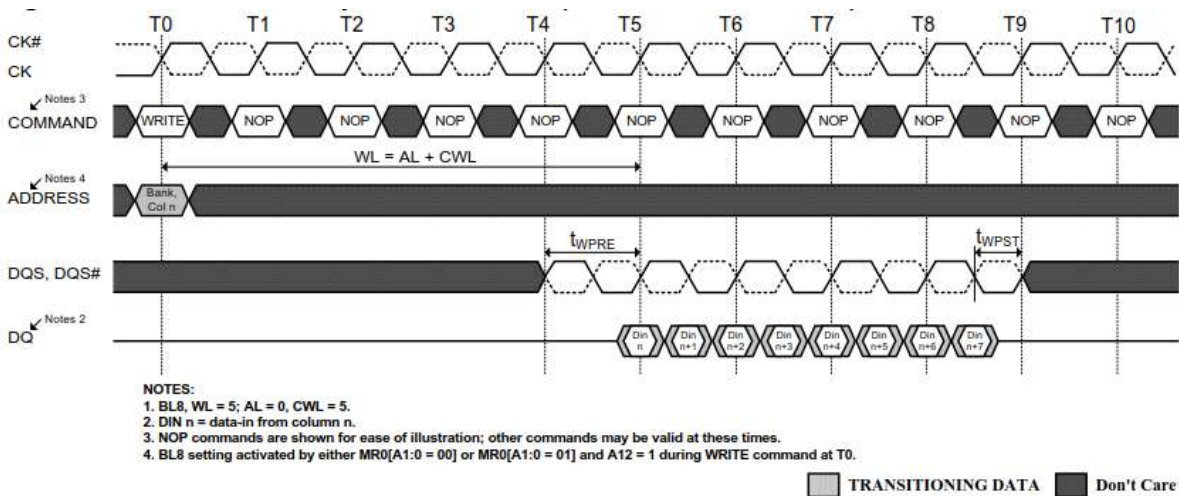 T0 T1 T2 T3 T4 T5 T6 T7 T8 T9 T10
CK#
CK
Notes 3
COMMAND WRITE NOP NOP NOP NOP NOP NOP NOP NOP NOP NOP
WL = AL + CWL
Notes 4
ADDRESS
Bank,
Col n
tWPRE tWPST
DQS, DQS#
Notes 2
DQ
Din n Din n+1 Din n+2 Din n+3 Din n+4 Din n+5 Din n+6 Din n+7
NOTES:
1. BL8, WL = 5; AL = 0, CWL = 5.
2. DIN n = data-in from column n.
3. NOP commands are shown for ease of illustration; other commands may be valid at these times.
4. BL8 setting activated by either MR0[A1:0 = 00] or MR0[A1:0 = 01] and A12 = 1 during WRITE command at T0.
TRANSITIONING DATA Don't Care